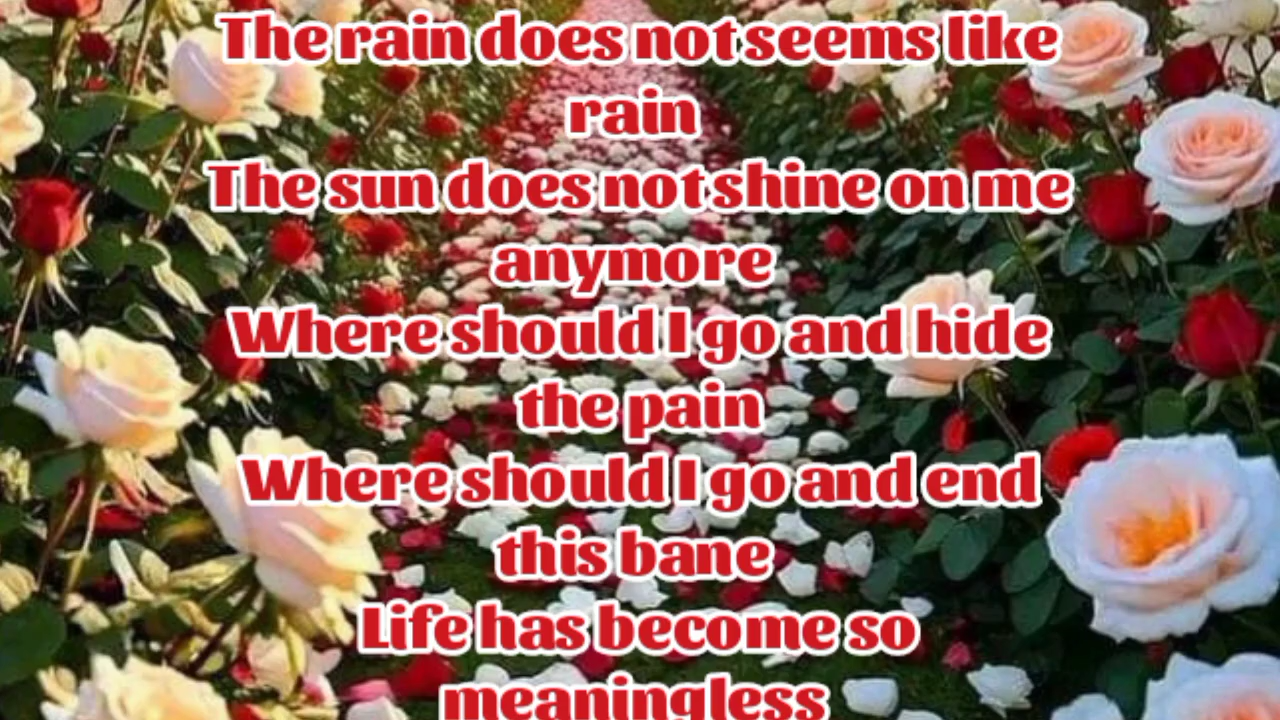 The rain does not seems like
rain
The sun does not shine on me
anymore
Where should I go and hide
the pain
Where should I go and end
this bane
Life has become so
meaningless